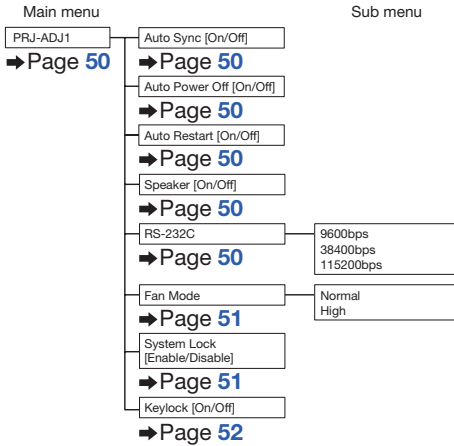 Main menu
Sub menu
PRJ-ADJ1
➡Page 50
Auto Sync [On/Off]
➡Page 50
Auto Power Off [On/Off]
➡Page 50
Auto Restart [On/Off]
➡Page 50
Speaker [On/Off]
➡Page 50
RS-232C
➡Page 50
9600bps
38400bps
115200bps
Fan Mode
➡Page 51
Normal
High
System Lock
[Enable/Disable]
➡Page 51
Keylock [On/Off]
➡Page 52